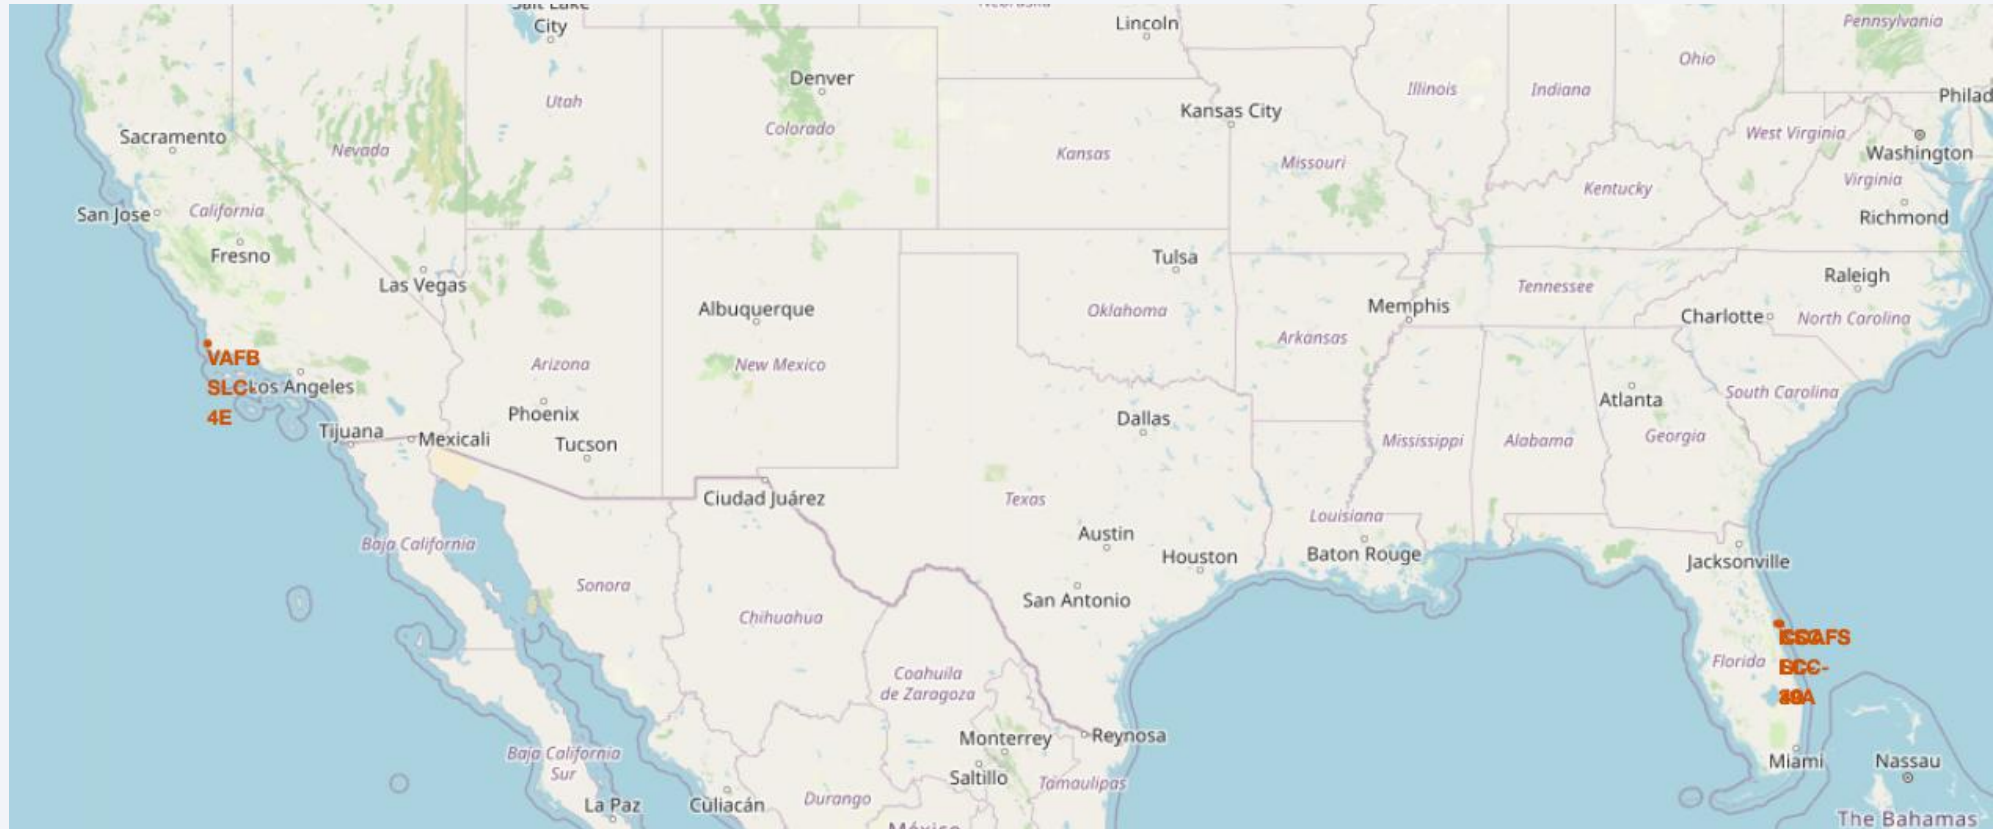 Salt Lake
City
Nebraska
Lincoln
Pennsylvania
Ohio
Denver
Utah
Colorado
Illinois
Indiana
Philad
Kansas City
Sacramento
Nevada
Kansas
Missouri
West Virginia
Washington
Virginia
Kentucky
San Jose
California
Richmond
Fresno
Las Vegas
Tulsa
Raleigh
Tennessee
Albuquerque
Oklahoma
Memphis
Charlotte
North Carolina
Arkansas
VAFB
SLC-
4E
Los Angeles
Arizona
New Mexico
South Carolina
Atlanta
Phoenix
Dallas
Tijuana
Mexicali
Tucson
Mississippi
Alabama
Georgia
Ciudad Juárez
Texas
Louisiana
Austin
Houston
Baton Rouge
Jacksonville
Baja California
Sonora
San Antonio
Chihuahua
Florida
Coahuila
de Zaragoza
Monterrey
Reynosa
Baja California
Sur
Saltillo
Tamaulipas
Miami
Nassau
La Paz
Culiacán
Durango
México
The Bahamas